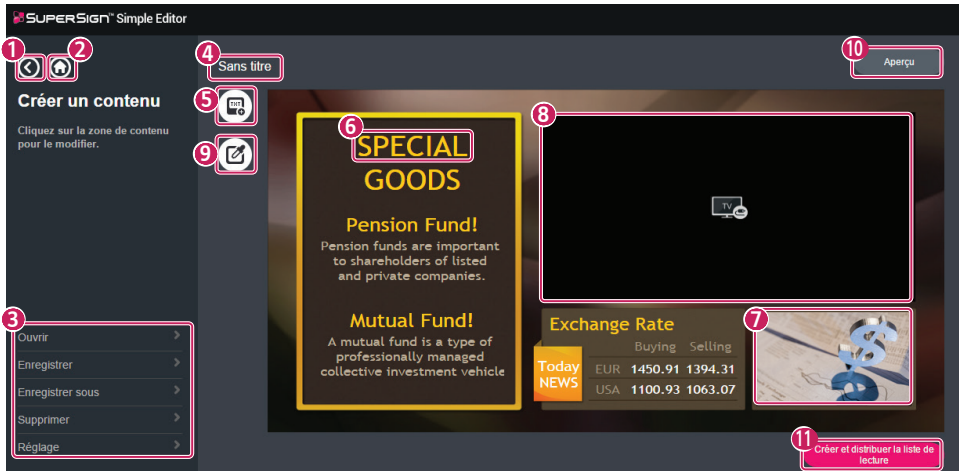 SUPERSIGN™ Simple Editor
1
2
Créer un contenu
Cliquez sur la zone de contenu
pour le modifier.
3
Ouvrir
Enregistrer
Enregistrer sous
Supprimer
Réglage
4
Sans titre
10
Aperçu
5
TXT
9
6
SPECIAL
GOODS
Pension Fund!
Pension funds are important
to shareholders of listed
and private companies.
Mutual Fund!
A mutual fund is a type of
professionally managed
collective investment vehicle
8
TV
Exchange Rate
Buying Selling
Today
NEWS
EUR 1450.91 1394.31
USA 1100.93 1063.07
7
11
Créer et distribuer la liste de
lecture